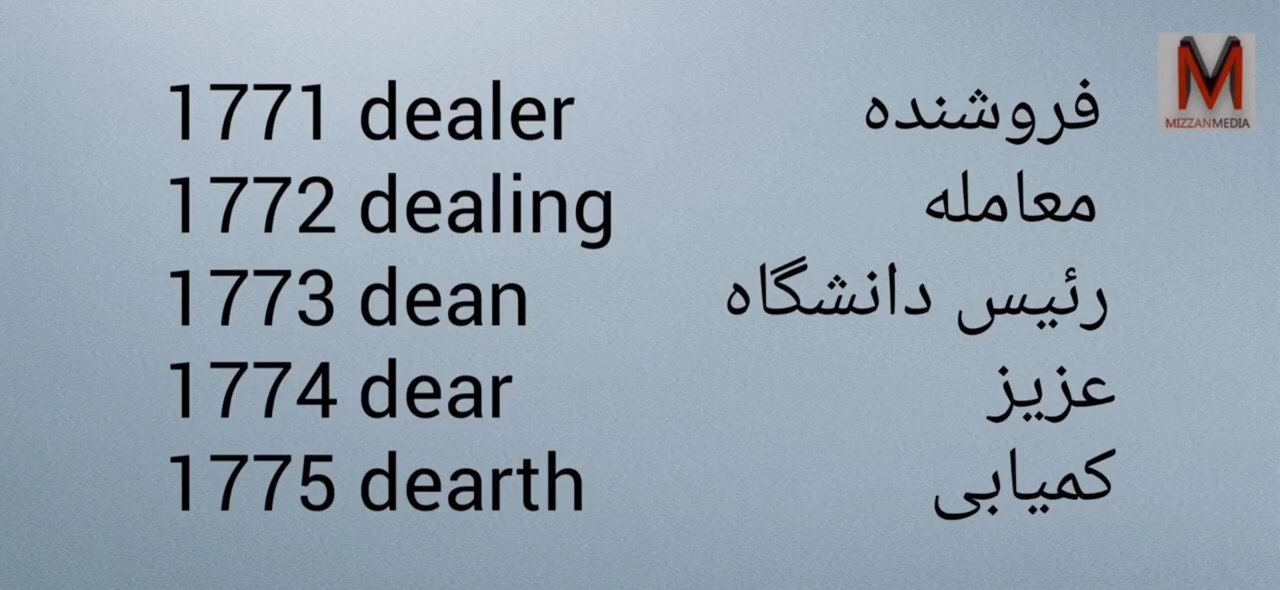 1771 dealer فروشنده
1772 dealing معامله
1773 dean رئیس دانشگاه
1774 dear عزیز
1775 dearth کمیابی
MIZZANMEDIA